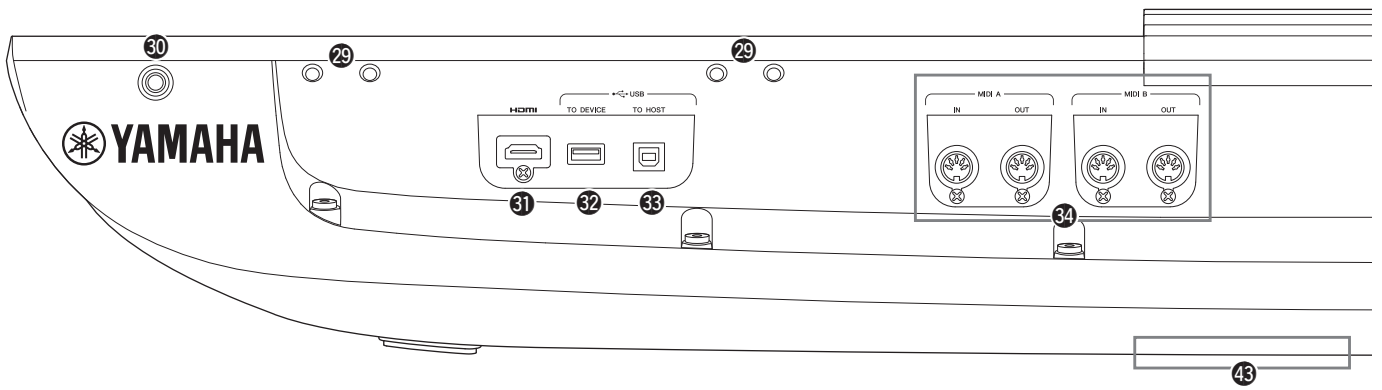 30
29
29
HDMI
USB
TO DEVICE
TO HOST
MIDI A
MIDI B
IN
OUT
IN
OUT
YAMAHA
31
32
33
34
43